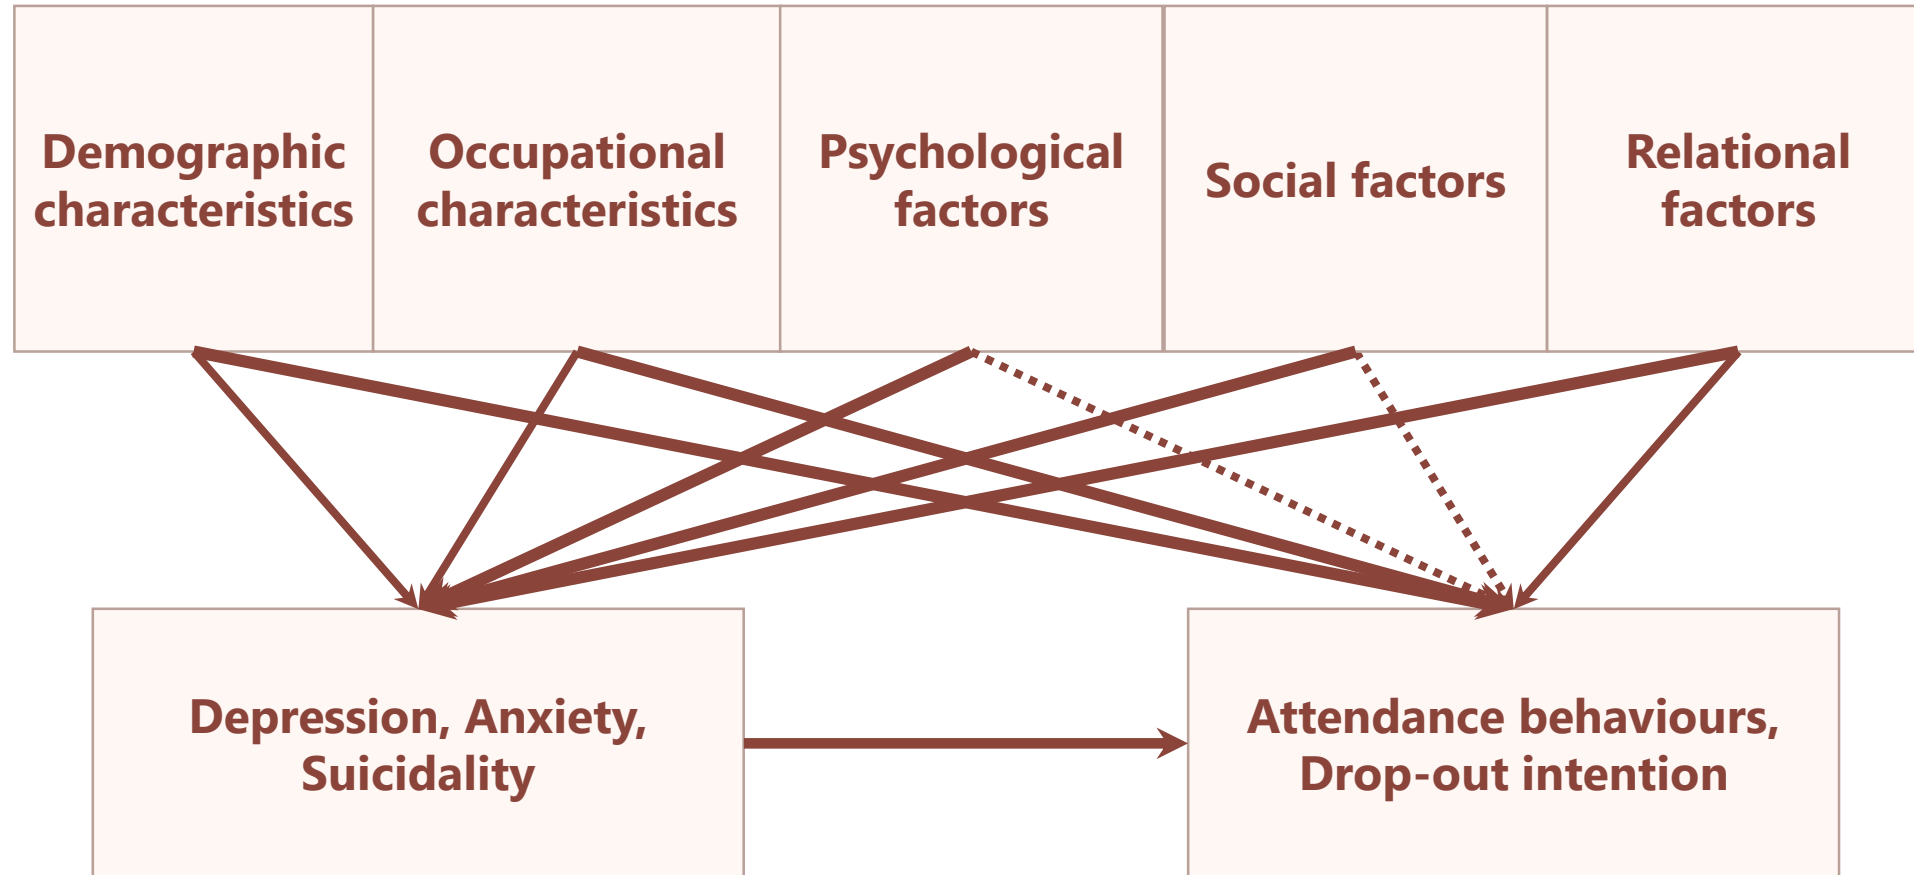 Demographic
characteristics
Occupational
characteristics
Psychological
factors
Social factors
Relational
factors
Depression, Anxiety,
Suicidality
Attendance behaviours,
Drop-out intention